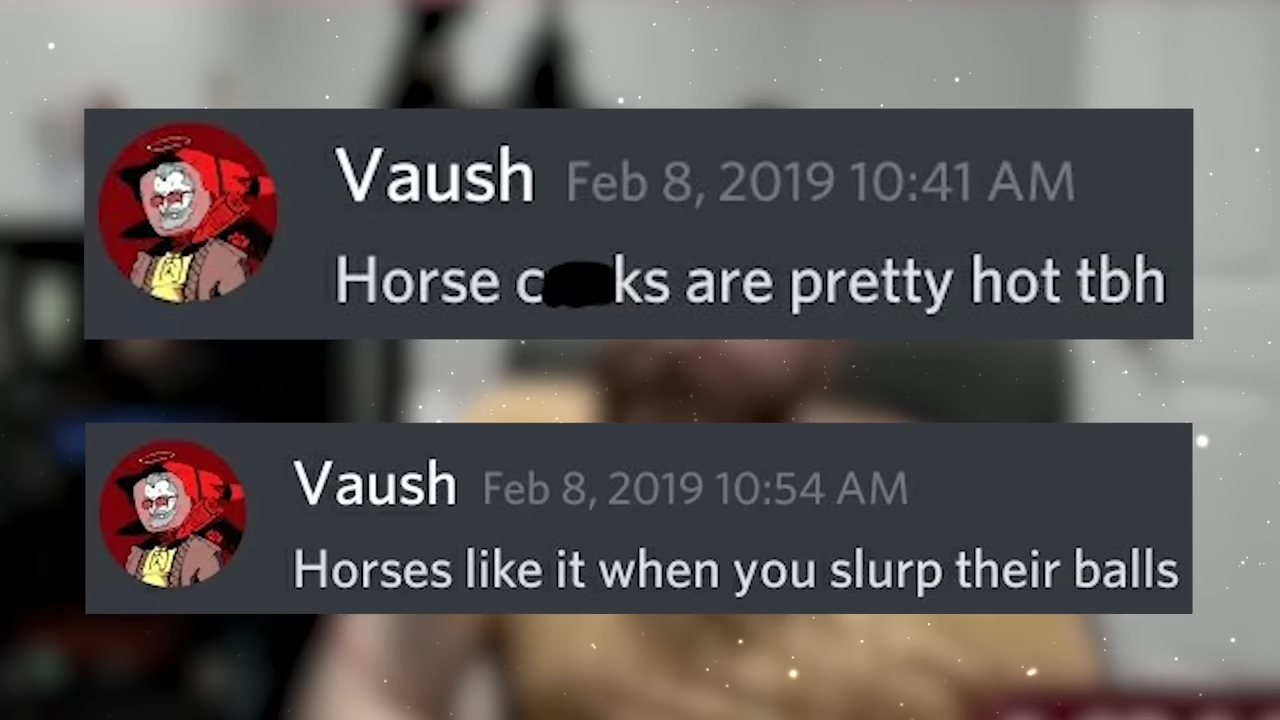 Vaush Feb 8, 2019 10:41 AM
Horse c ks are pretty hot tbh
Vaush Feb 8, 2019 10:54 AM
Horses like it when you slurp their balls